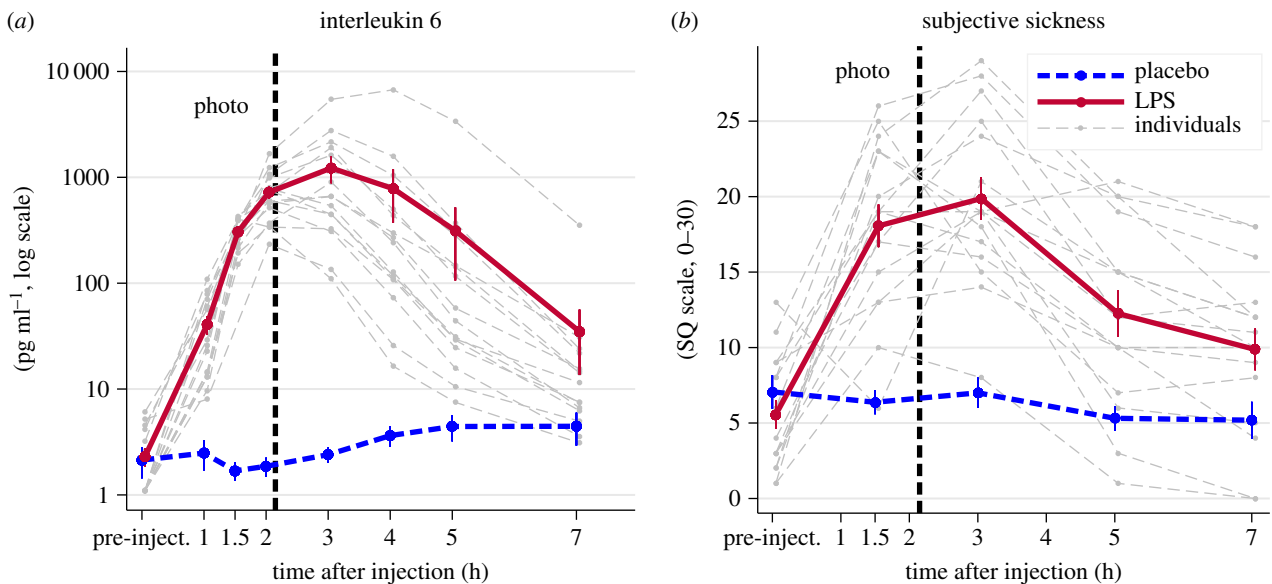 (a) interleukin 6
10 000
1000
100
10
1
(pg ml⁻¹, log scale)
photo
pre-inject. 1 1.5 2 3 4 5 7
time after injection (h)
(b) subjective sickness
25
20
15
10
5
0
(SQ scale, 0–30)
photo
placebo
LPS
individuals
pre-inject. 1 1.5 2 3 4 5 7
time after injection (h)